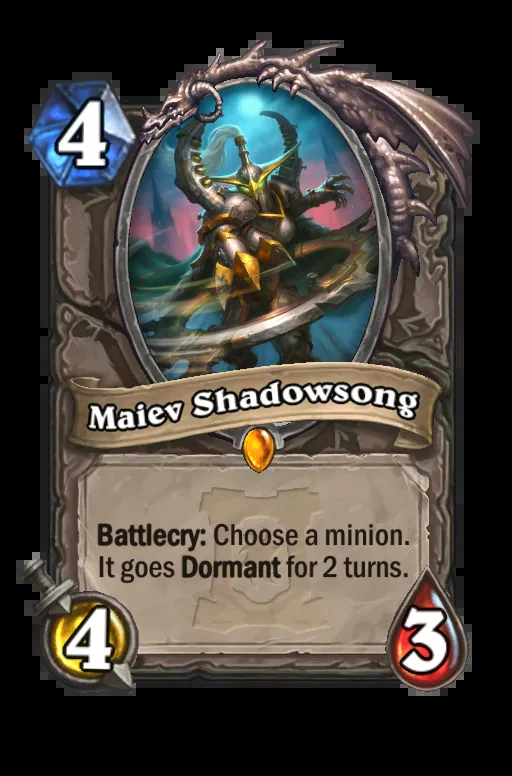 4
Maiev Shadowsong
Battlecry: Choose a minion.
It goes Dormant for 2 turns.
4
3